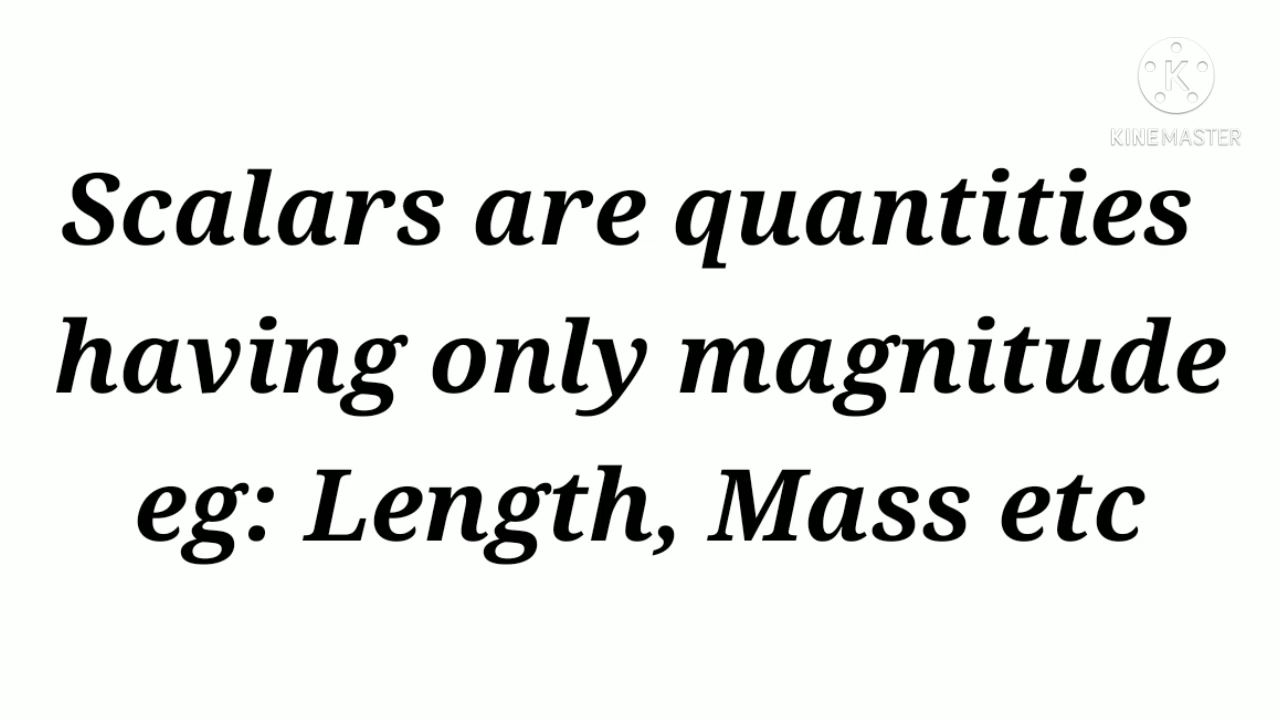 KINEMASTER
Scalars are quantities
having only magnitude
eg: Length, Mass etc